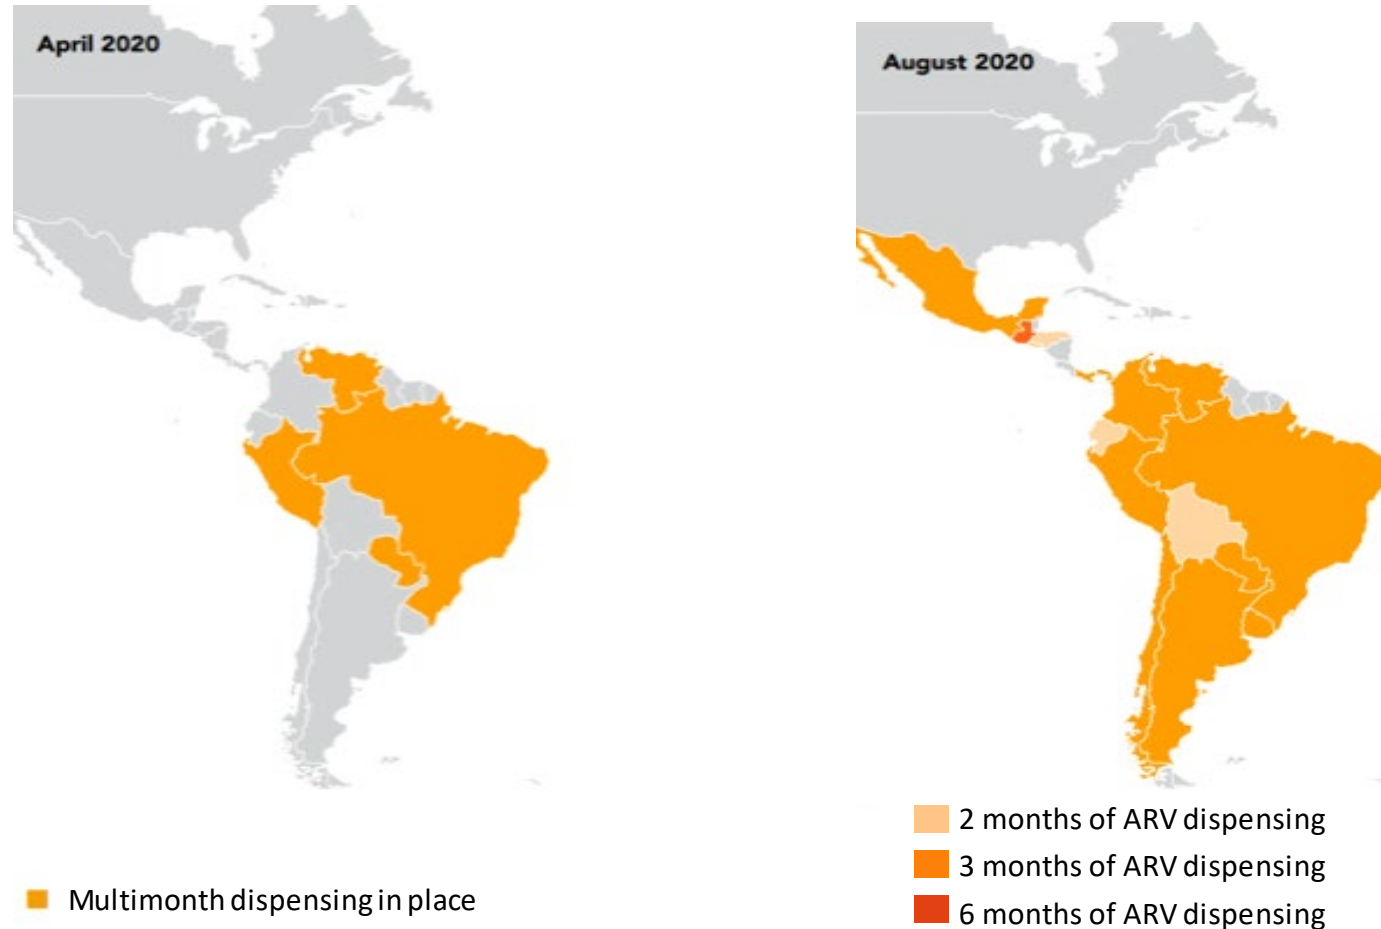 April 2020
August 2020
Multimonth dispensing in place
2 months of ARV dispensing
3 months of ARV dispensing
6 months of ARV dispensing